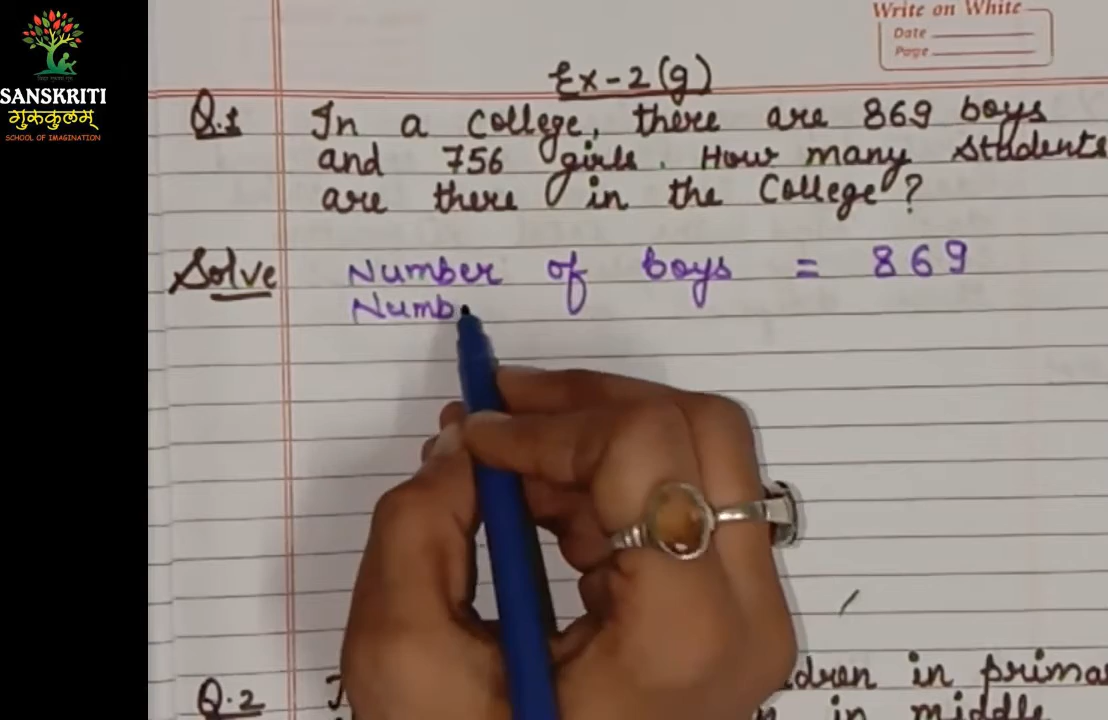 SANSKRITI
गुरुकुलम्
SCHOOL OF IMAGINATION
Write on White
Date
Page
Ex-2(g)
Q.1 In a college, there are 869 boys
and 756 girls. How many students
are there in the College?
Solve Number of boys = 869
Numb
Q.2 dren in prima
in middle